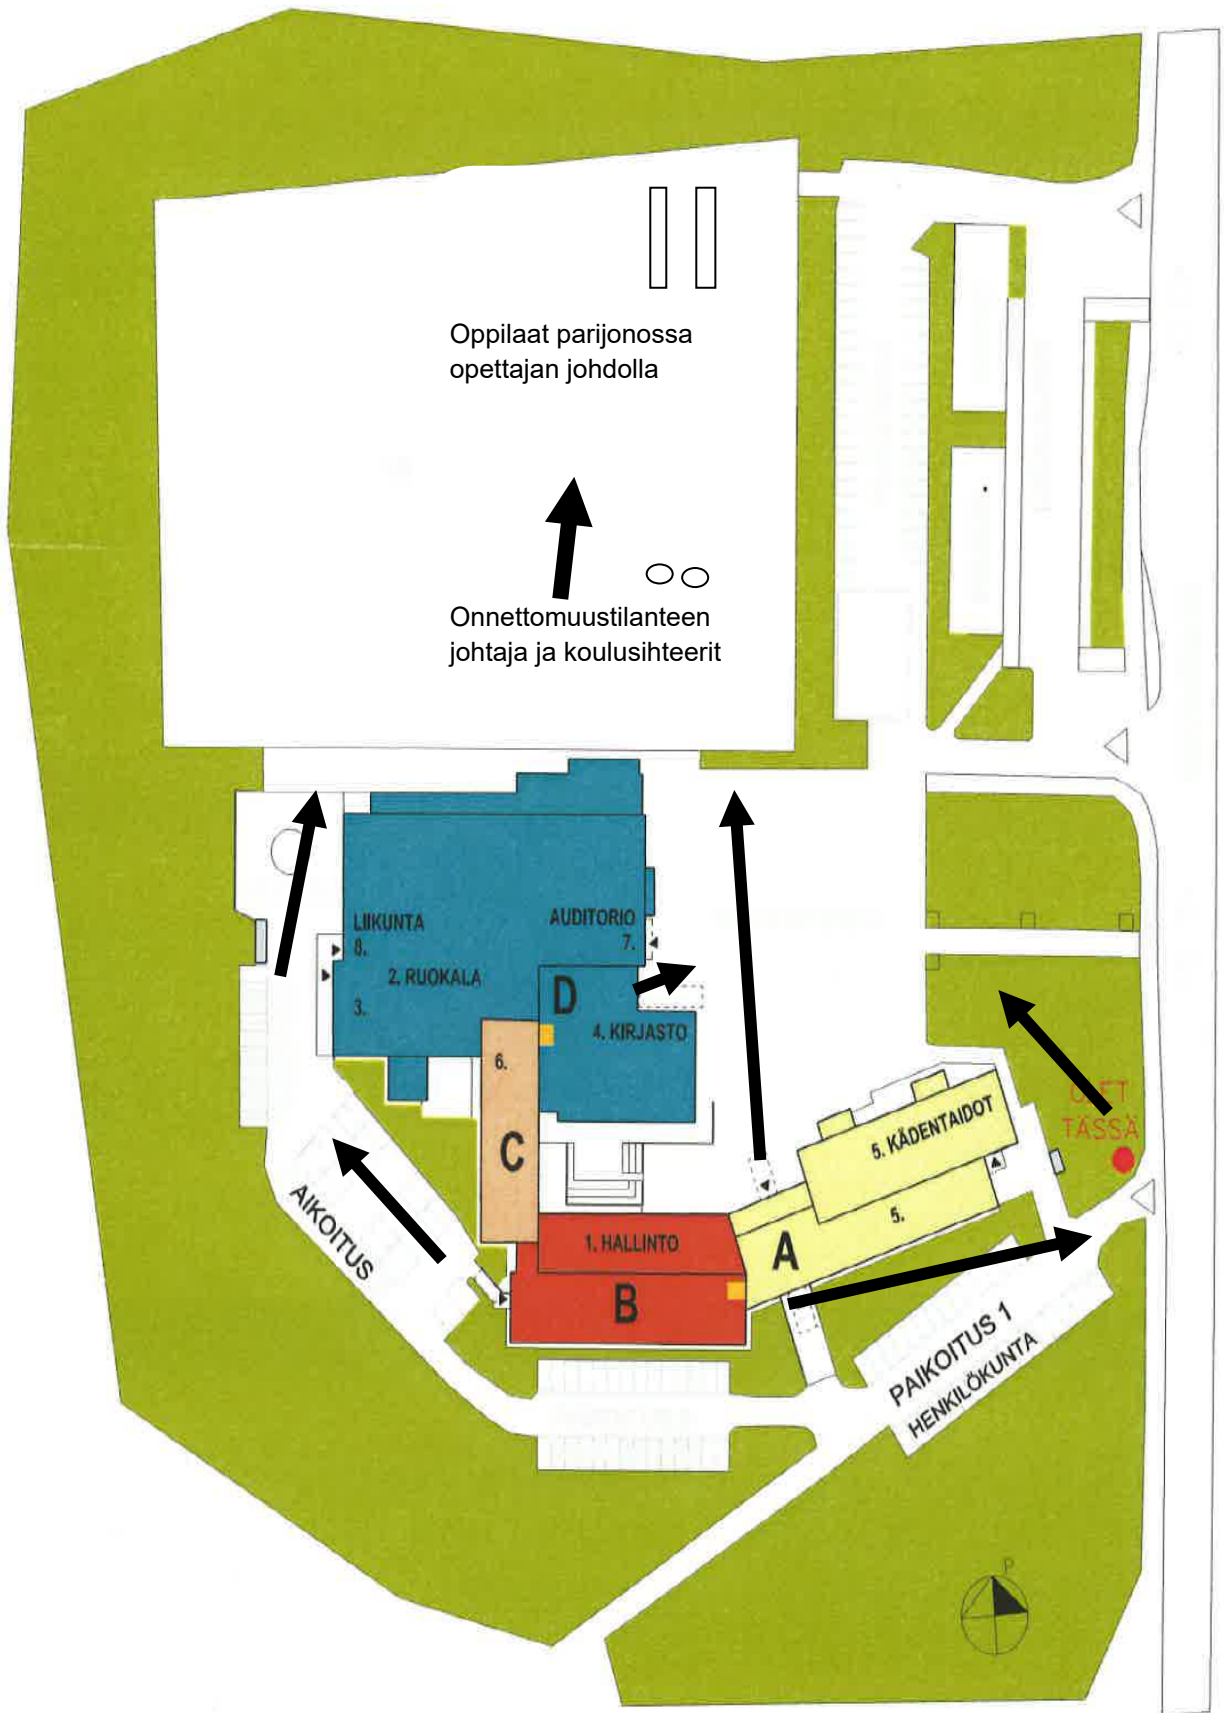 Oppilaat parijonossa
opettajan johdolla
Onnettomuustilanteen
johtaja ja koulusihteerit
LIIKUNTA
8.
AUDITORIO
7.
2. RUOKALA
3.
D
4. KIRJASTO
6.
C
AIKOITUS
1. HALLINTO
B
5. KÄDENTAIDOT
5.
A
TÄSSÄ
PAIKOITUS 1
HENKILÖKUNTA
P